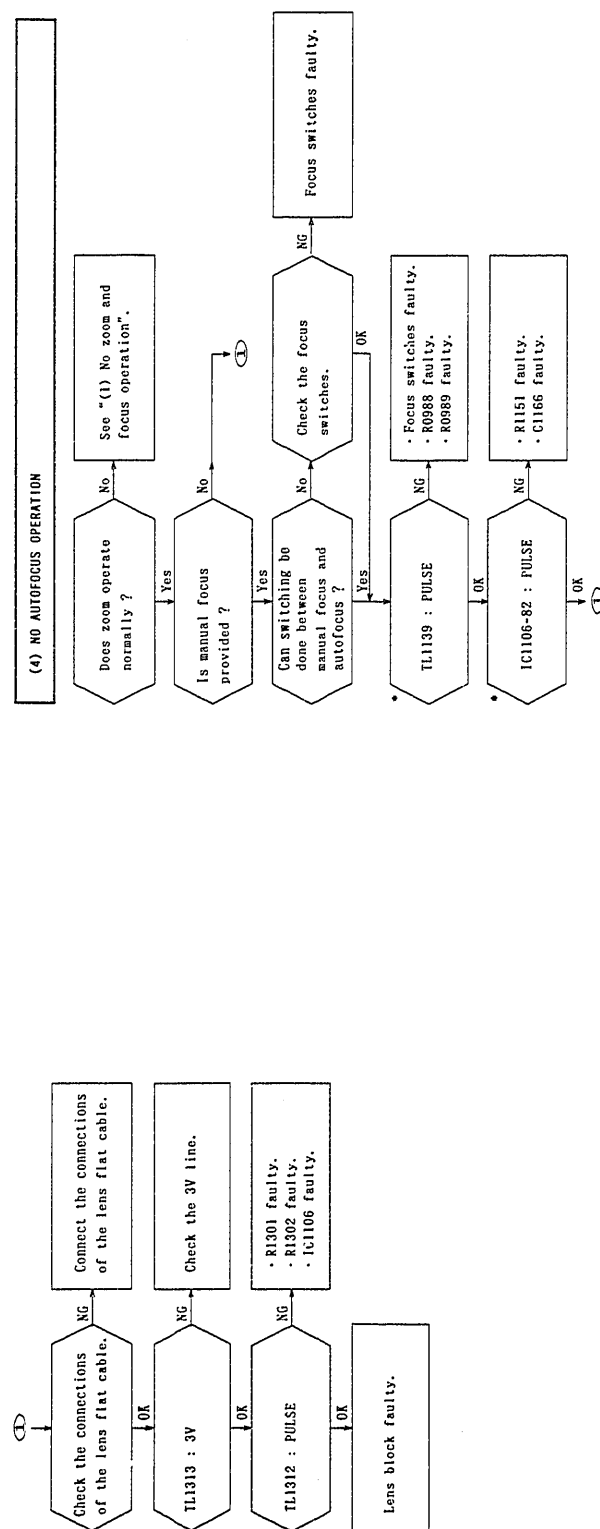 (4) NO AUTOFOCUS OPERATION
Does zoom operate
normally ?
No
See "(1) No zoom and
focus operation".
Yes
Is manual focus
provided ?
No
1
Yes
Can switching be
done between
manual focus and
autofocus ?
No
Check the focus
switches.
NG
Focus switches faulty.
OK
Yes
TL1139 : PULSE
NG
· Focus switches faulty.
· R0988 faulty.
· R0989 faulty.
OK
IC1106-82 : PULSE
NG
· R1151 faulty.
· C1166 faulty.
OK
1
1
Check the connections
of the lens flat cable.
NG
Connect the connections
of the lens flat cable.
OK
TL1313 : 3V
NG
Check the 3V line.
OK
TL1312 : PULSE
NG
· R1301 faulty.
· R1302 faulty.
· IC1106 faulty.
OK
Lens block faulty.